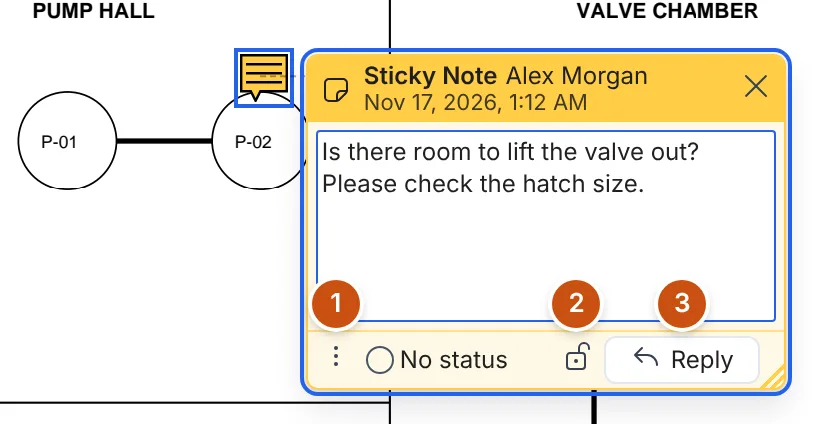 PUMP HALL
VALVE CHAMBER
P-01
P-02
Sticky Note Alex Morgan
Nov 17, 2026, 1:12 AM
Is there room to lift the valve out?
Please check the hatch size.
1
2
3
No status
Reply